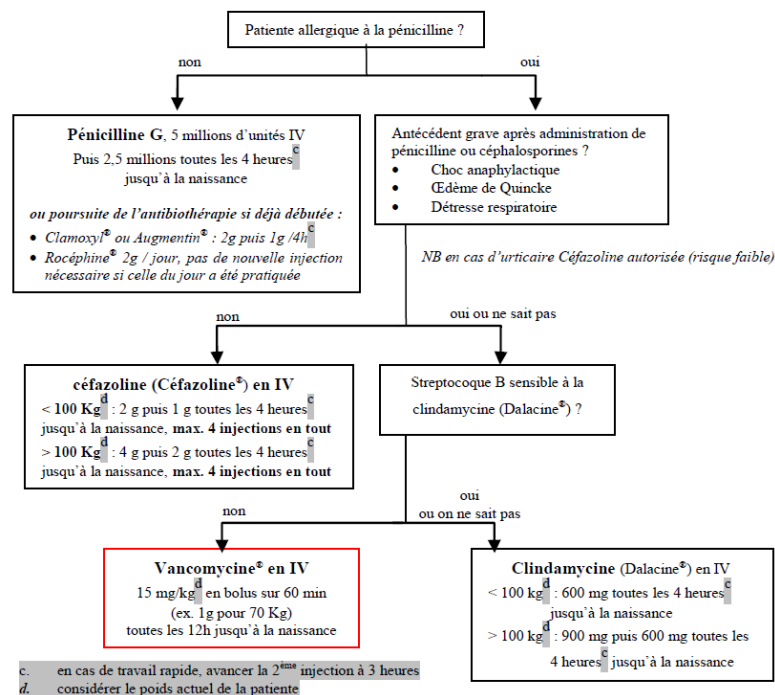 Patiente allergique à la pénicilline ?
non
oui
Pénicilline G, 5 millions d'unités IV
Puis 2,5 millions toutes les 4 heures c
jusqu'à la naissance
ou poursuite de l'antibiothérapie si déjà débutée :
• Clamoxyl® ou Augmentin® : 2g puis 1g /4h c
• Rocéphine® 2g / jour, pas de nouvelle injection
nécessaire si celle du jour a été pratiquée
Antécédent grave après administration de
pénicilline ou céphalosporines ?
• Choc anaphylactique
• Œdème de Quincke
• Détresse respiratoire
NB en cas d'urticaire Céfazoline autorisée (risque faible)
non
oui ou ne sait pas
céfazoline (Céfazoline®) en IV
< 100 Kg d : 2 g puis 1 g toutes les 4 heures c
jusqu'à la naissance, max. 4 injections en tout
> 100 Kg d : 4 g puis 2 g toutes les 4 heures c
jusqu'à la naissance, max. 4 injections en tout
Streptocoque B sensible à la
clindamycine (Dalacine®) ?
non
oui
ou on ne sait pas
Vancomycine® en IV
15 mg/kg d en bolus sur 60 min
(ex. 1g pour 70 Kg)
toutes les 12h jusqu'à la naissance
Clindamycine (Dalacine®) en IV
< 100 kg d : 600 mg toutes les 4 heures c
jusqu'à la naissance
> 100 kg d : 900 mg puis 600 mg toutes les
4 heures c jusqu'à la naissance
c. en cas de travail rapide, avancer la 2ème injection à 3 heures
d. considérer le poids actuel de la patiente